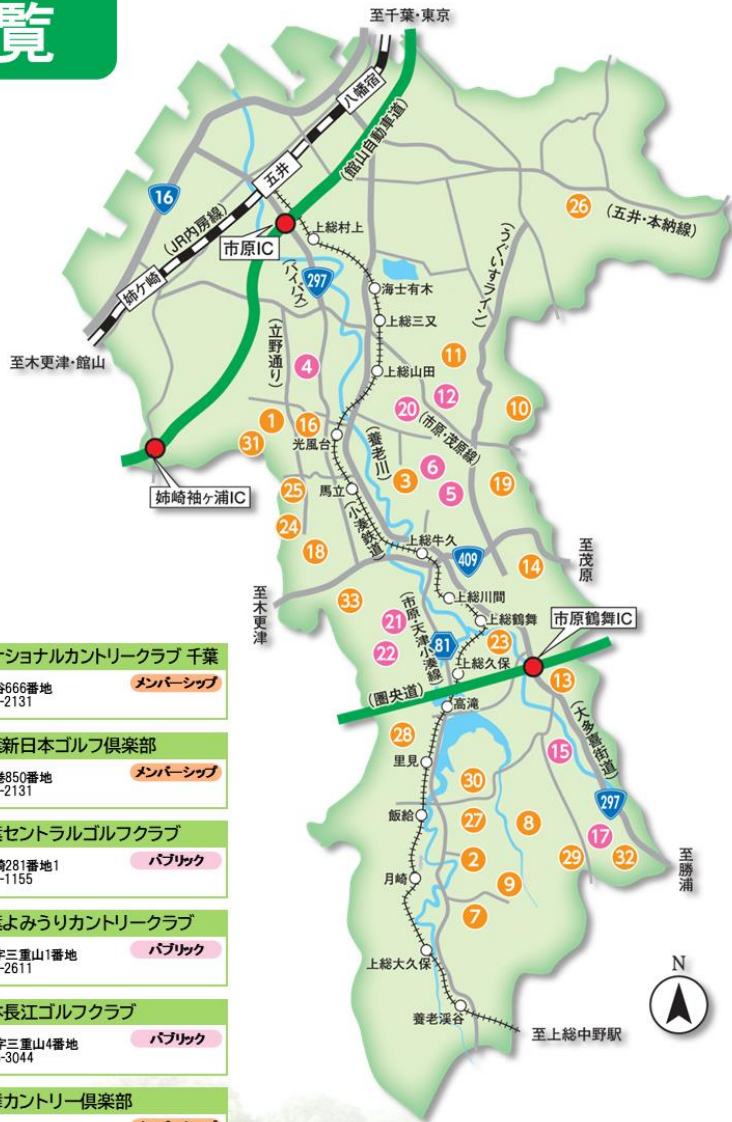 覧
至千葉・東京
八幡宿
(館山自動車道)
五井
16
(JR内房線)
26
(五井・本納線)
(うぐいすライン)
市原IC
上総村上
(バイパス)
297
海士有木
姉ケ崎
上総三又
(立野通り)
至木更津・館山
4
11
上総山田
12
20
10
(市原・茂原線)
1
16
31
光風台
(養老川)
6
3
5
19
姉崎袖ヶ浦IC
25
馬立
(小湊鉄道)
24
18
上総牛久
409
14
至茂原
至木更津
33
上総川間
21
(市原・天津小湊線)
81
上総鶴舞
23
市原鶴舞IC
22
上総久保
(圏央道)
13
高滝
(大多喜街道)
28
15
里見
30
297
飯給
27
8
17
2
29
32
至勝浦
月崎
9
7
上総大久保
養老渓谷
至上総中野駅
N
ナショナルカントリークラブ 千葉
666番地
メンバーシップ
-2131
新日本ゴルフ倶楽部
850番地
メンバーシップ
-2131
セントラルゴルフクラブ
281番地1
パブリック
-1155
よみうりカントリークラブ
字三重山1番地
パブリック
-2611
長江ゴルフクラブ
字三重山4番地
パブリック
-3044
カントリー倶楽部